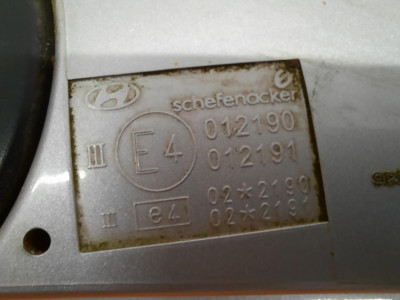 schefenacker
012190
III E4 012191
02*2190
II e4 02*2191